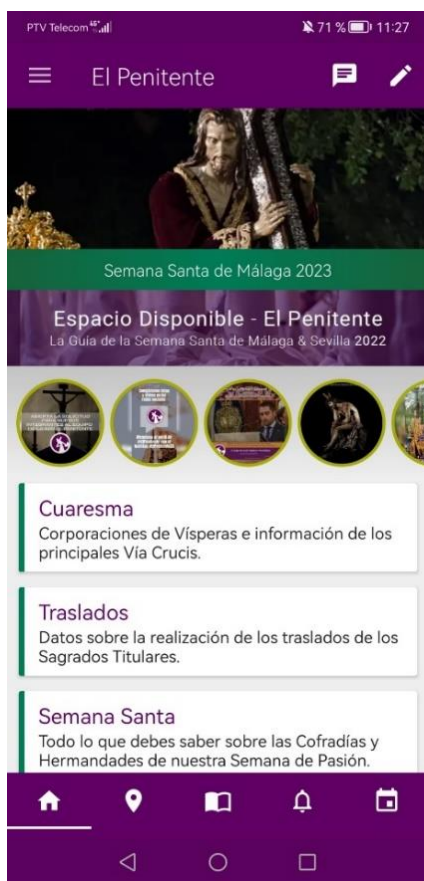 PTV Telecom 71 % 11:27
El Penitente
Semana Santa de Málaga 2023
Espacio Disponible - El Penitente
La Guía de la Semana Santa de Málaga & Sevilla 2022
Cuaresma
Corporaciones de Vísperas e información de los
principales Vía Crucis.
Traslados
Datos sobre la realización de los traslados de los
Sagrados Titulares.
Semana Santa
Todo lo que debes saber sobre las Cofradías y
Hermandades de nuestra Semana de Pasión.